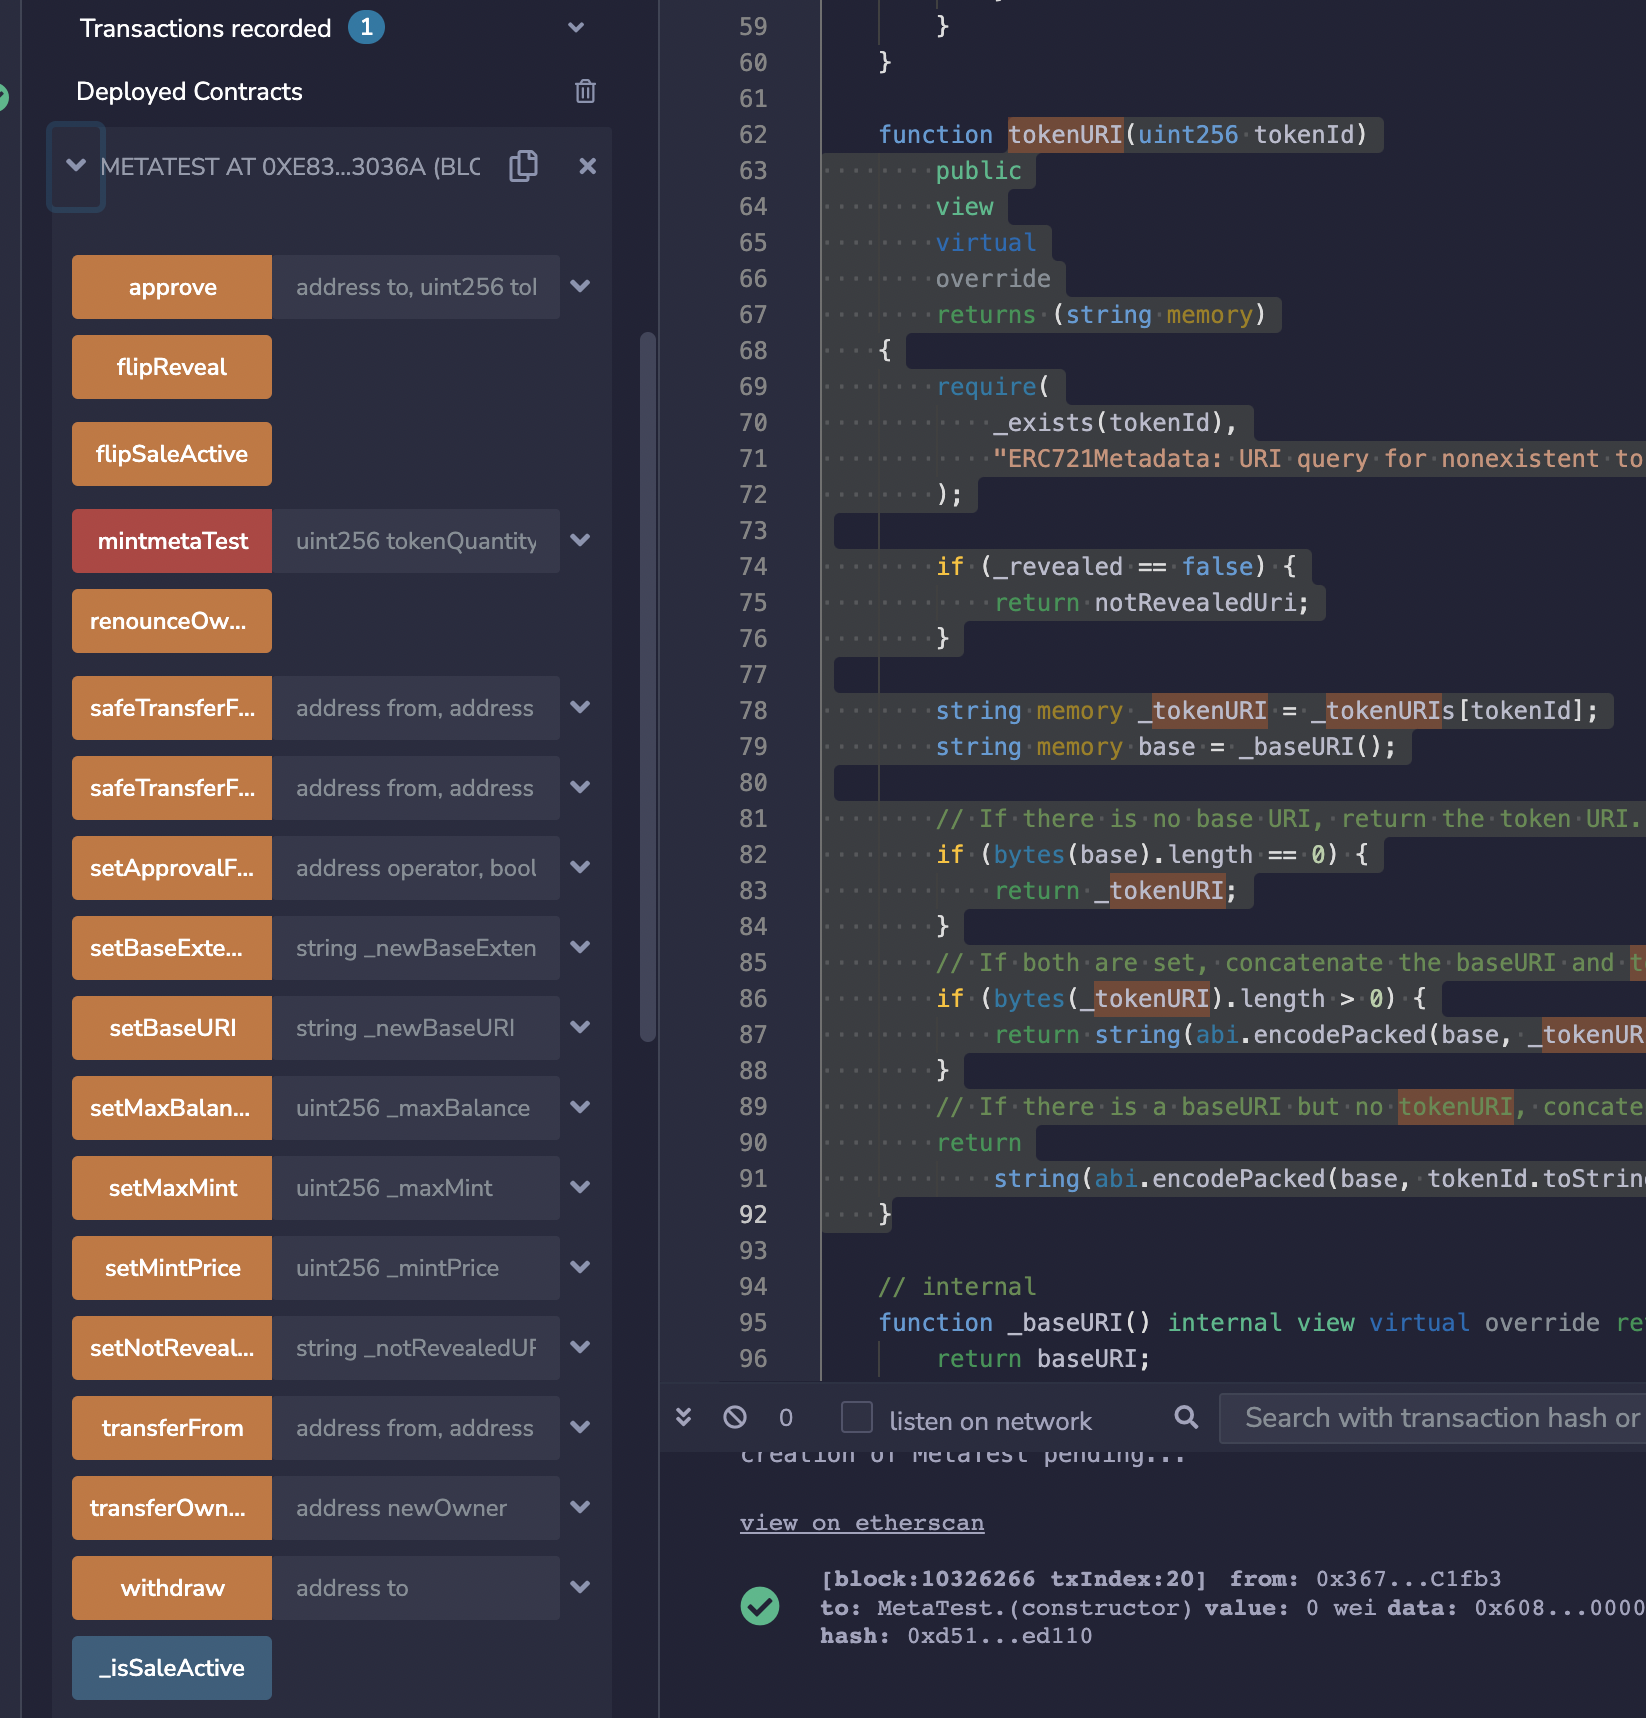 Transactions recorded 1
Deployed Contracts
METATEST AT 0XE83...3036A (BLC
approve address to, uint256 tol
flipReveal
flipSaleActive
mintmetaTest uint256 tokenQuantity
renounceOw...
safeTransferF... address from, address
safeTransferF... address from, address
setApprovalF... address operator, bool
setBaseExte... string _newBaseExten
setBaseURI string _newBaseURI
setMaxBalan... uint256 _maxBalance
setMaxMint uint256 _maxMint
setMintPrice uint256 _mintPrice
setNotReveal... string _notRevealedUF
transferFrom address from, address
transferOwn... address newOwner
withdraw address to
_isSaleActive
59 }
60 }
61
62 function tokenURI(uint256 tokenId)
63 public
64 view
65 virtual
66 override
67 returns (string memory)
68 {
69 require(
70 _exists(tokenId),
71 "ERC721Metadata: URI query for nonexistent to
72 );
73
74 if (_revealed == false) {
75 return notRevealedUri;
76 }
77
78 string memory _tokenURI = _tokenURIs[tokenId];
79 string memory base = _baseURI();
80
81 // If there is no base URI, return the token URI.
82 if (bytes(base).length == 0) {
83 return _tokenURI;
84 }
85 // If both are set, concatenate the baseURI and t
86 if (bytes(_tokenURI).length > 0) {
87 return string(abi.encodePacked(base, _tokenUR
88 }
89 // If there is a baseURI but no tokenURI, concate
90 return
91 string(abi.encodePacked(base, tokenId.toStrin
92 }
93
94 // internal
95 function _baseURI() internal view virtual override re
96 return baseURI;
0 listen on network Search with transaction hash or
creation of MetaTest pending...
view on etherscan
[block:10326266 txIndex:20] from: 0x367...C1fb3
to: MetaTest.(constructor) value: 0 wei data: 0x608...0000
hash: 0xd51...ed110